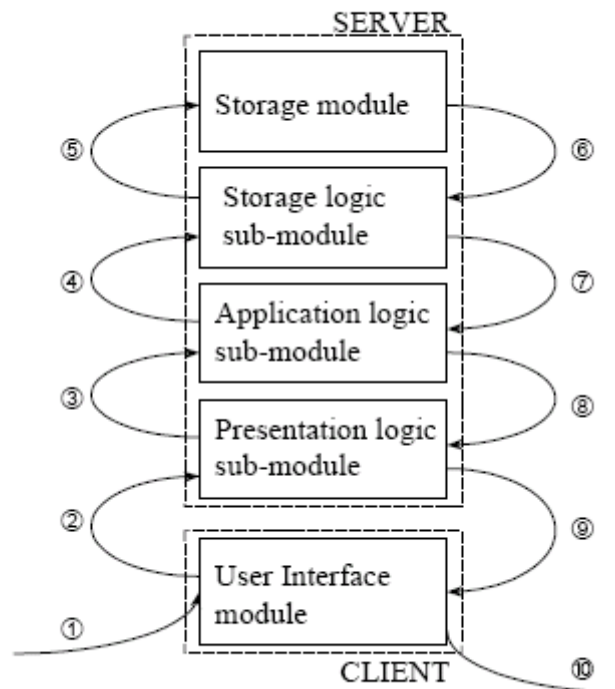 SERVER
Storage module
⑤
⑥
Storage logic
sub-module
④
⑦
Application logic
sub-module
③
⑧
Presentation logic
sub-module
②
⑨
User Interface
module
①
CLIENT
⑩